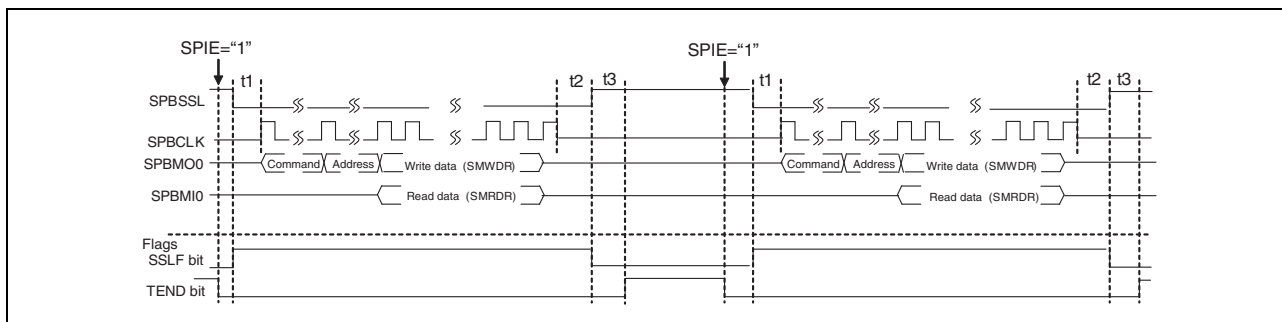 SPIE=“1” SPIE=“1”
t1 t2 t3 t1 t2 t3
SPBSSL
SPBCLK
SPBMO0 Command Address Write data (SMWDR) Command Address Write data (SMWDR)
SPBMI0 Read data (SMRDR) Read data (SMRDR)
Flags
SSLF bit
TEND bit